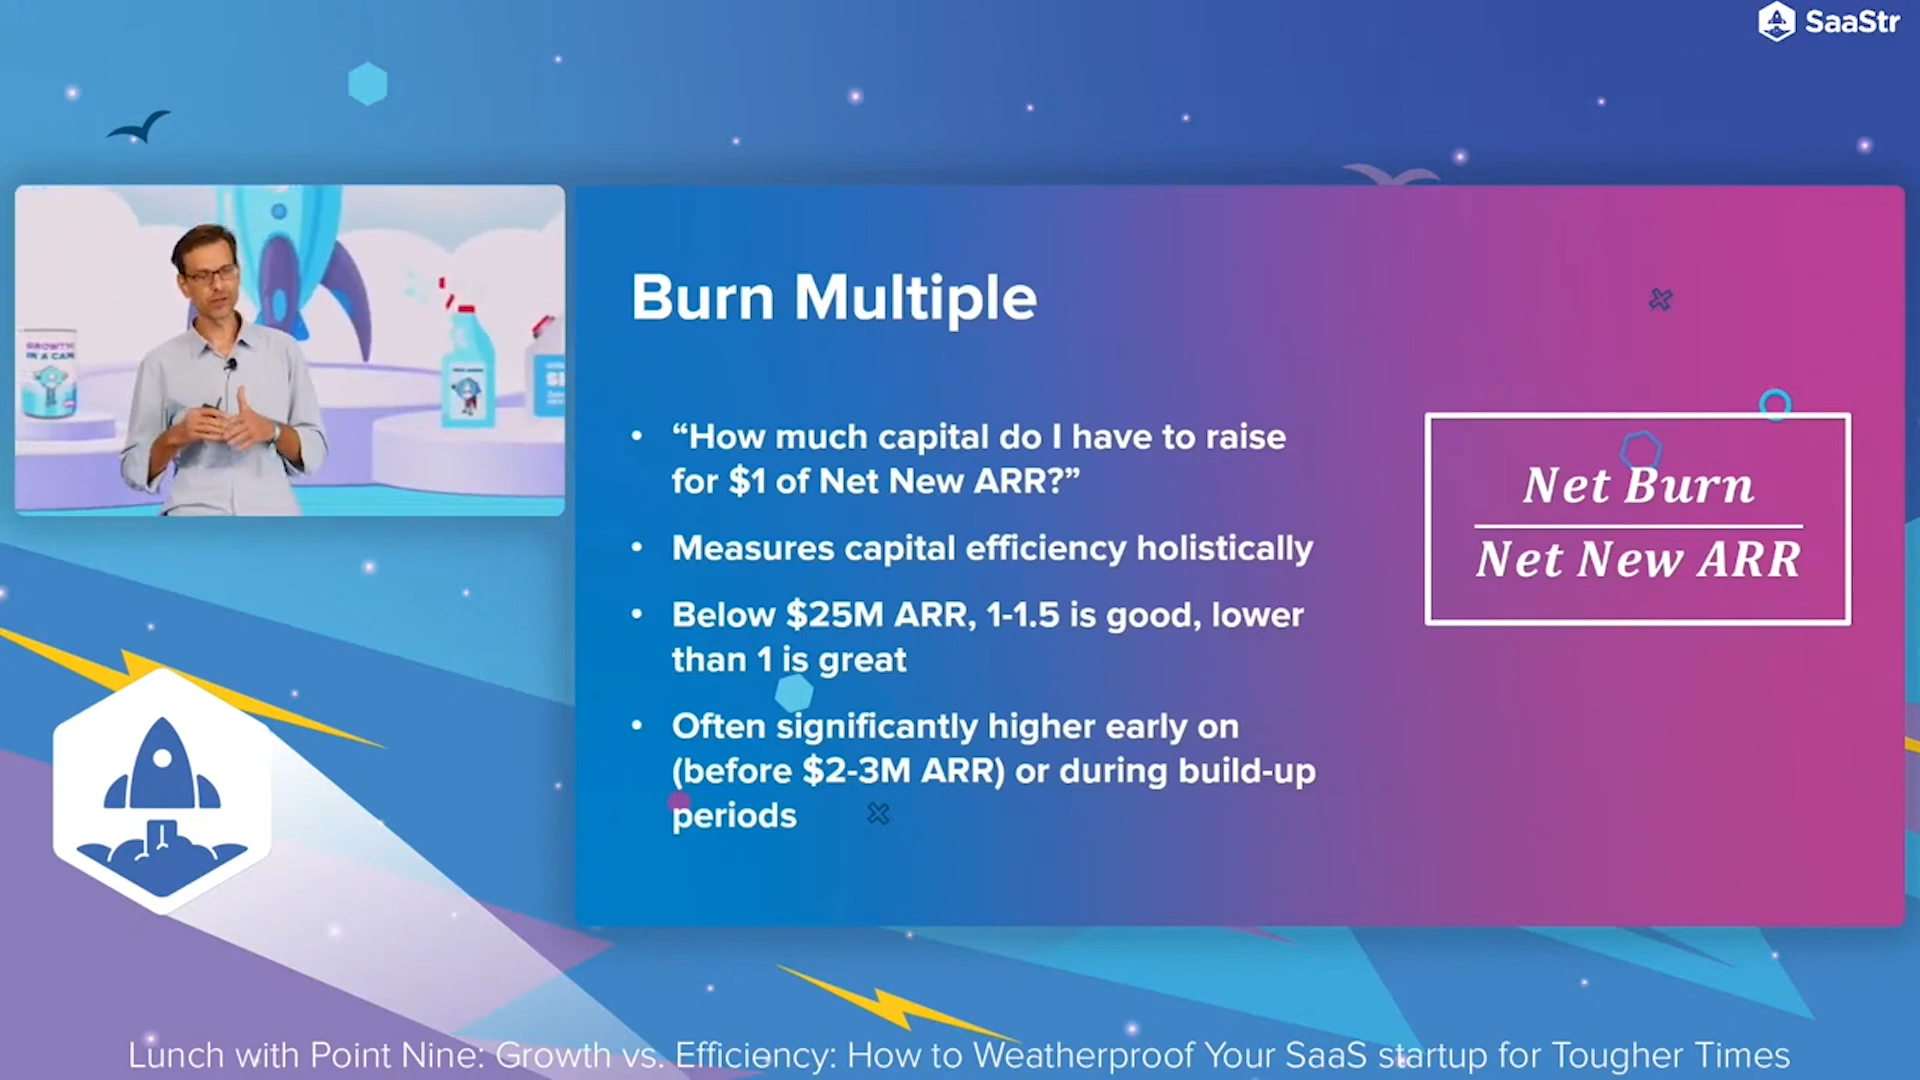 SaaStr
GROWTH
IN A CAN
Burn Multiple
• “How much capital do I have to raise
for $1 of Net New ARR?”
• Measures capital efficiency holistically
• Below $25M ARR, 1-1.5 is good, lower
than 1 is great
• Often significantly higher early on
(before $2-3M ARR) or during build-up
periods
Net Burn
Net New ARR
Lunch with Point Nine: Growth vs. Efficiency: How to Weatherproof Your SaaS startup for Tougher Times